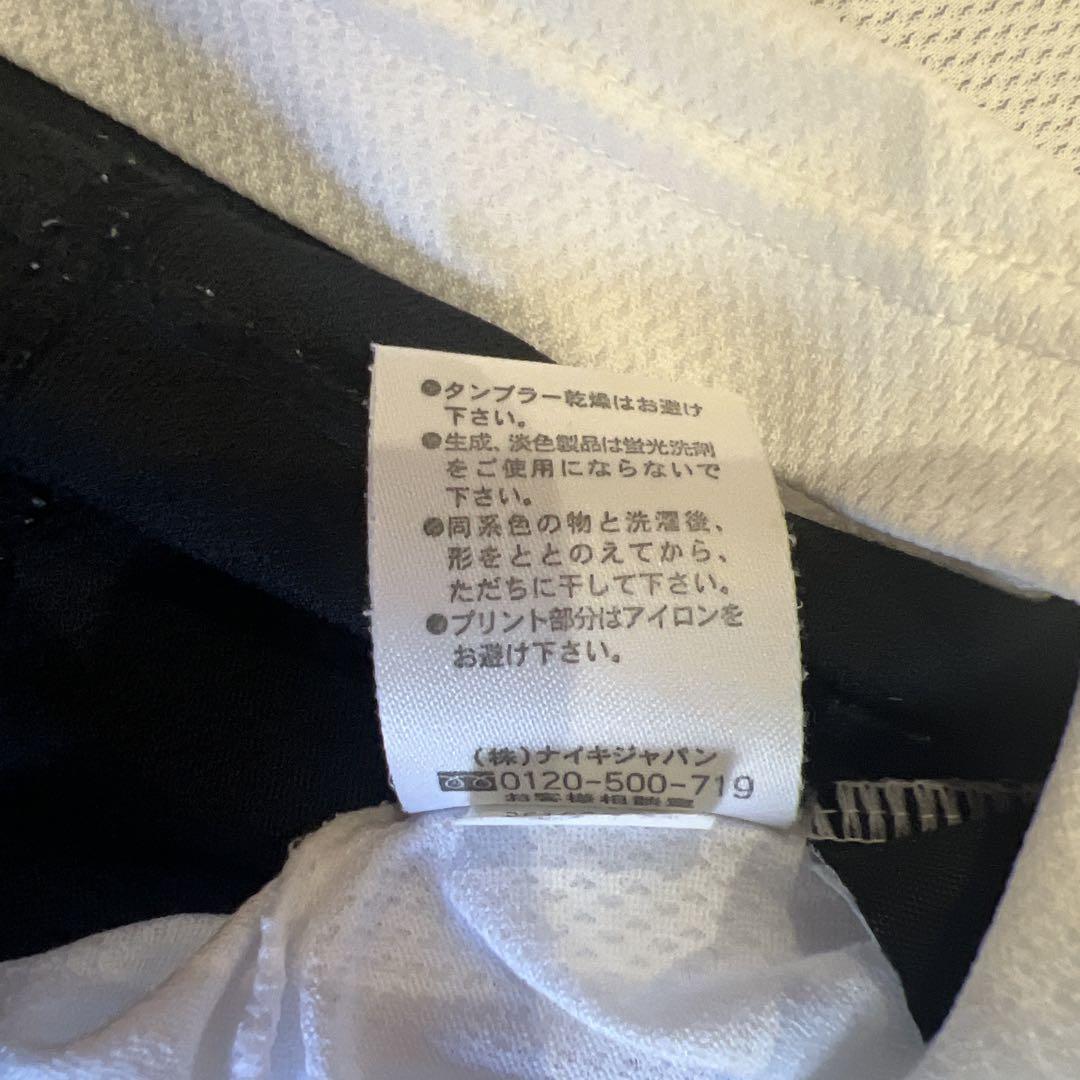 ●タンブラー乾燥はお避け
下さい。
●生成、淡色製品は蛍光洗剤
をご使用にならないで
下さい。
●同系色の物と洗濯後、
形をととのえてから、
ただちに干して下さい。
●プリント部分はアイロンを
お避け下さい。
(株)ナイキジャパン
0120-500-719
お客様相談室